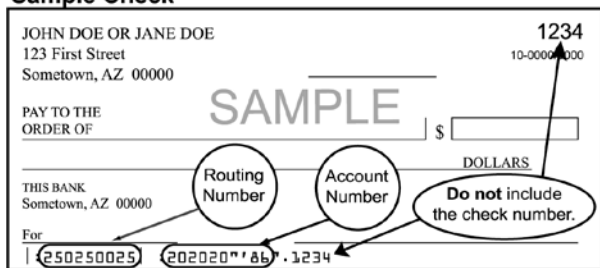 Sample Check
JOHN DOE OR JANE DOE
1234
123 First Street
Sometown, AZ 00000
PAY TO THE
ORDER OF
SAMPLE
$
DOLLARS
THIS BANK
Sometown, AZ 00000
Routing
Number
Account
Number
Do not include
the check number.
For
250250025
202020"'86".1234